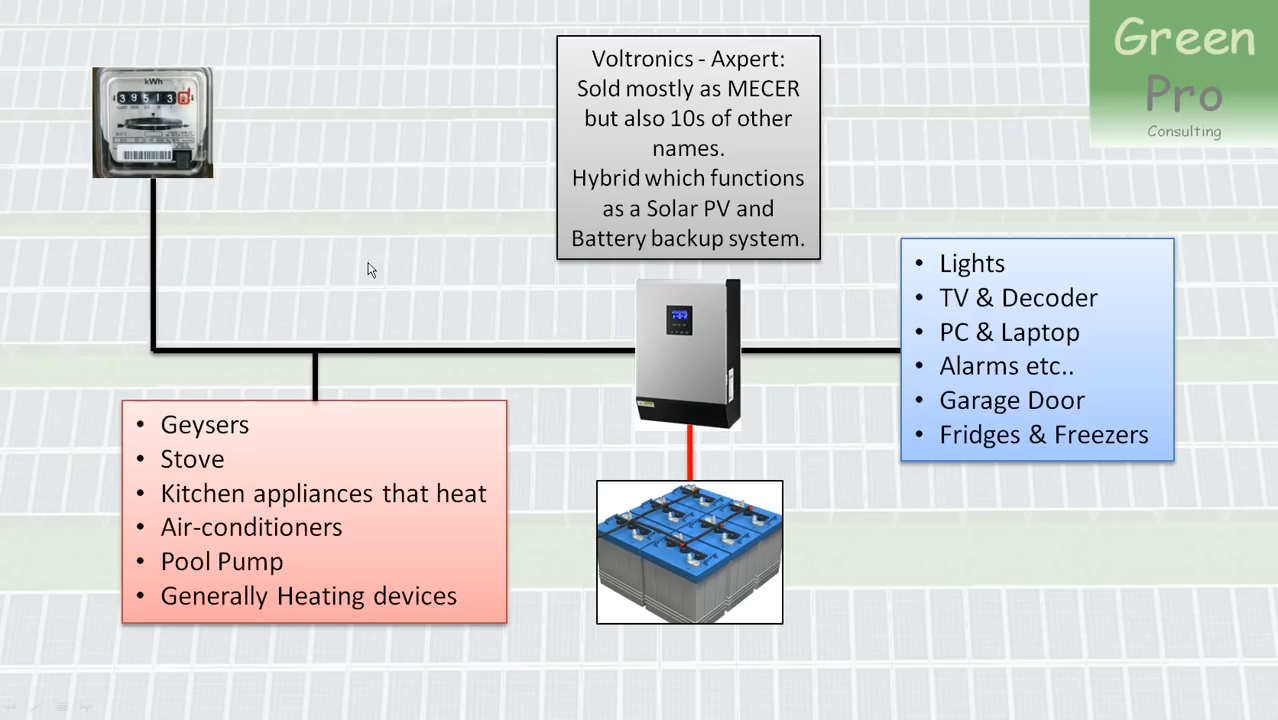 Green
Pro
Consulting
kWh
39513
Voltronics - Axpert:
Sold mostly as MECER
but also 10s of other
names.
Hybrid which functions
as a Solar PV and
Battery backup system.
• Lights
• TV & Decoder
• PC & Laptop
• Alarms etc..
• Garage Door
• Fridges & Freezers
• Geysers
• Stove
• Kitchen appliances that heat
• Air-conditioners
• Pool Pump
• Generally Heating devices